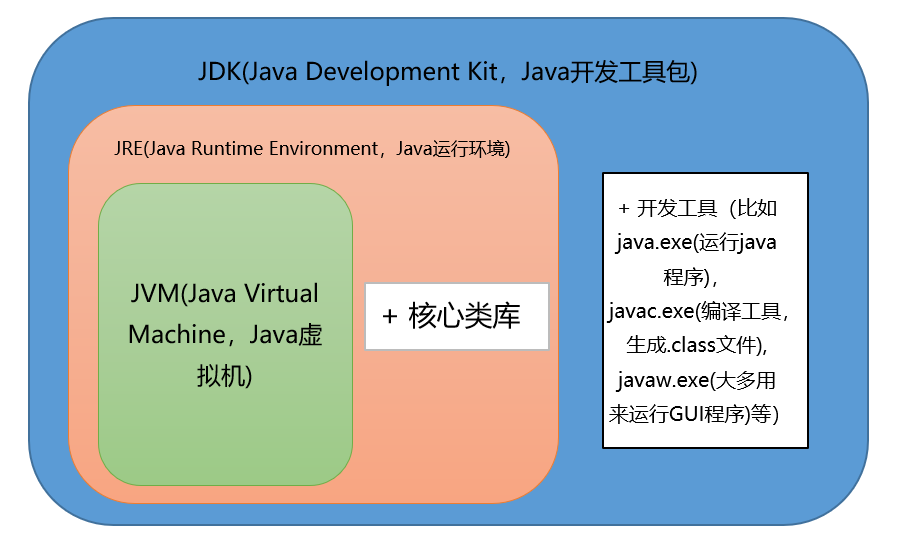 JDK(Java Development Kit，Java开发工具包)
JRE(Java Runtime Environment，Java运行环境)
JVM(Java Virtual
Machine，Java虚
拟机)
+ 核心类库
+ 开发工具（比如
java.exe(运行java
程序)，
javac.exe(编译工具，
生成.class文件),
javaw.exe(大多用
来运行GUI程序)等）